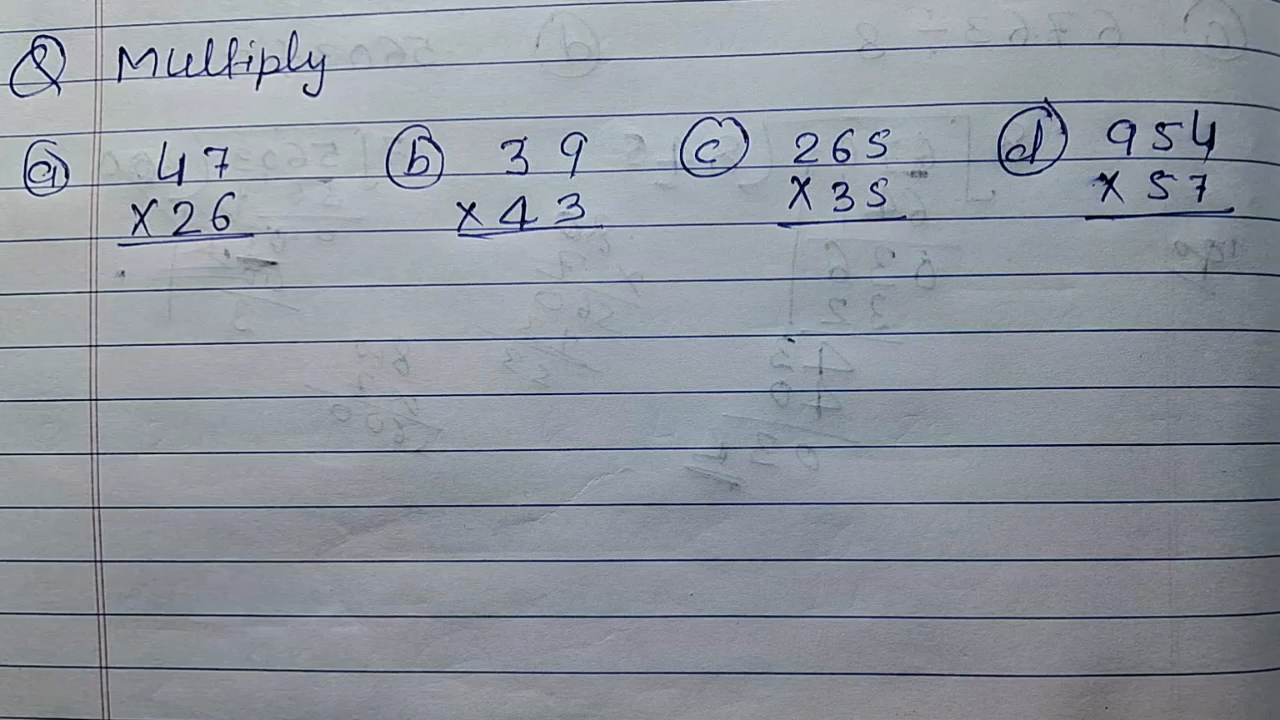 Q Multiply
a 47 b 39 c 265 d 954
x 26 x 43 x 35 x 57